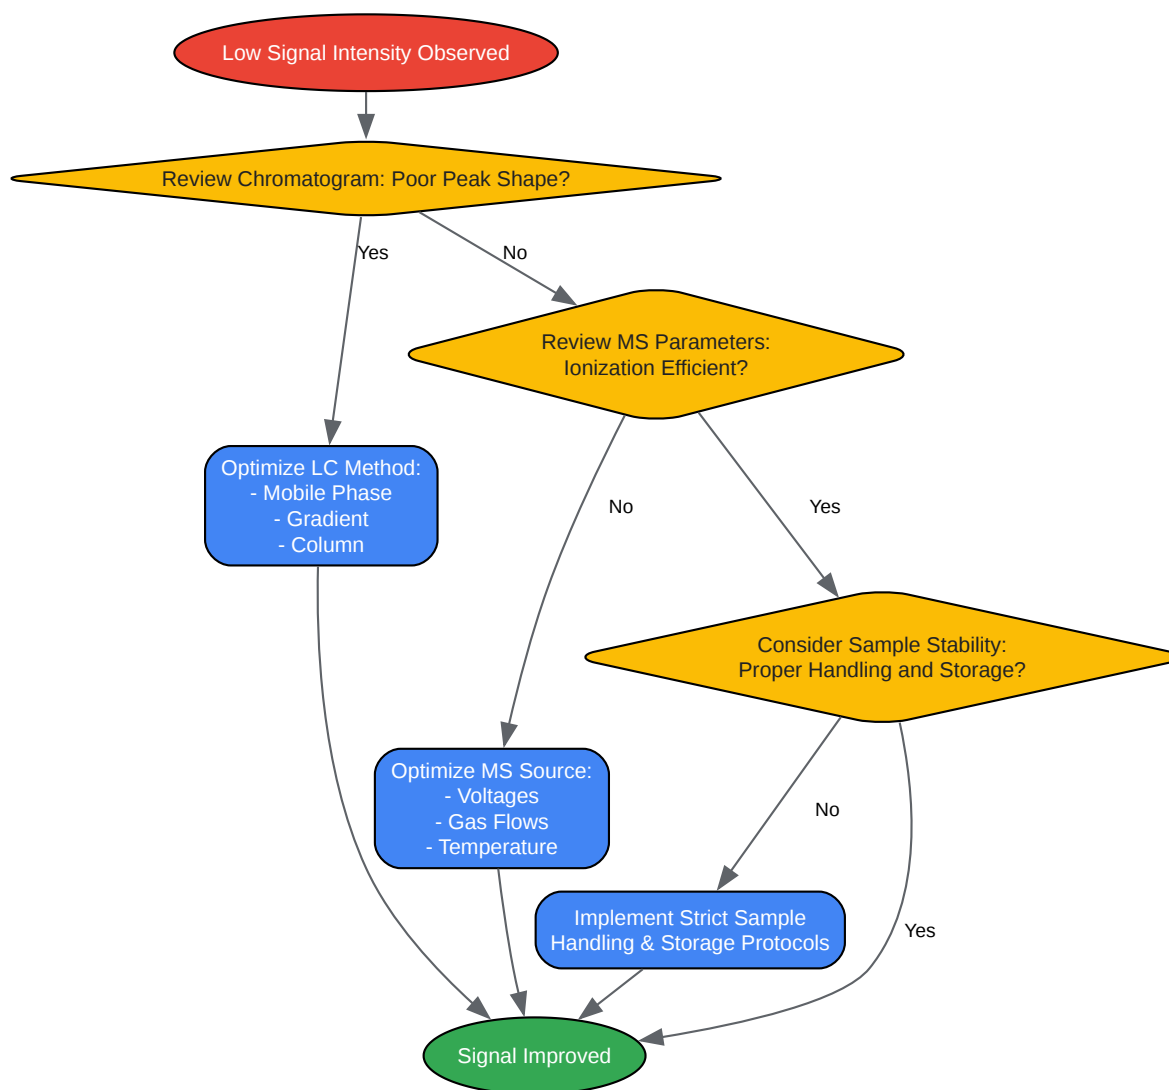 Low Signal Intensity Observed
Review Chromatogram: Poor Peak Shape?
Yes
No
Review MS Parameters:
Ionization Efficient?
Optimize LC Method:
- Mobile Phase
- Gradient
- Column
No
Yes
Consider Sample Stability:
Proper Handling and Storage?
Optimize MS Source:
- Voltages
- Gas Flows
- Temperature
No
Implement Strict Sample
Handling & Storage Protocols
Yes
Signal Improved